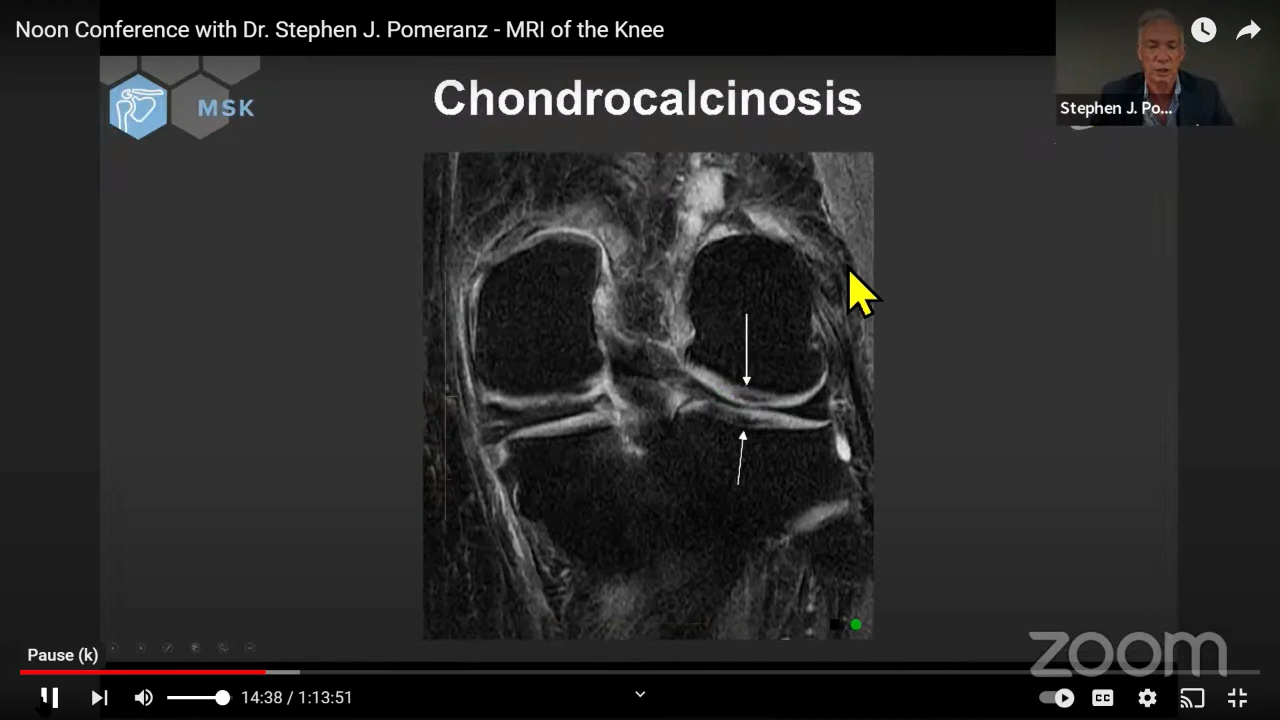 Noon Conference with Dr. Stephen J. Pomeranz - MRI of the Knee
MSK
Chondrocalcinosis
Stephen J. Po...
zoom
Pause (k)
14:38 / 1:13:51
CC